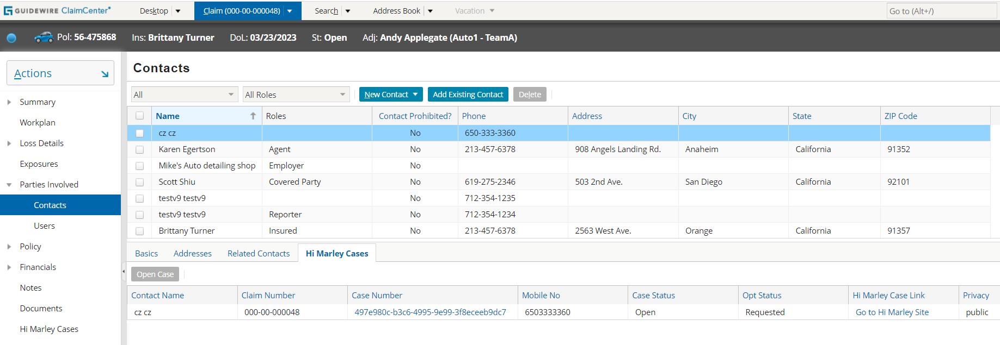 GUIDEWIRE ClaimCenter Desktop Claim (000-00-000048) Search Address Book Vacation Go to (Alt+/)
Pol: 56-475868 Ins: Brittany Turner DoL: 03/23/2023 St: Open Adj: Andy Applegate (Auto1 - TeamA)
Actions
Summary
Workplan
Loss Details
Exposures
Parties Involved
Contacts
Users
Policy
Financials
Notes
Documents
Hi Marley Cases
Contacts
All All Roles New Contact Add Existing Contact Delete
Name Roles Contact Prohibited? Phone Address City State ZIP Code
cz cz No 650-333-3360
Karen Egertson Agent No 213-457-6378 908 Angels Landing Rd. Anaheim California 91352
Mike's Auto detailing shop Employer No
Scott Shiu Covered Party No 619-275-2346 503 2nd Ave. San Diego California 92101
testv9 testv9 No 712-354-1235
testv9 testv9 Reporter No 712-354-1234
Brittany Turner Insured No 213-457-6378 2563 West Ave. Orange California 91357
Basics Addresses Related Contacts Hi Marley Cases
Open Case
Contact Name Claim Number Case Number Mobile No Case Status Opt Status Hi Marley Case Link Privacy
cz cz 000-00-000048 497e980c-b3c6-4995-9e99-3f8eceeb9dc7 6503333360 Open Requested Go to Hi Marley Site public